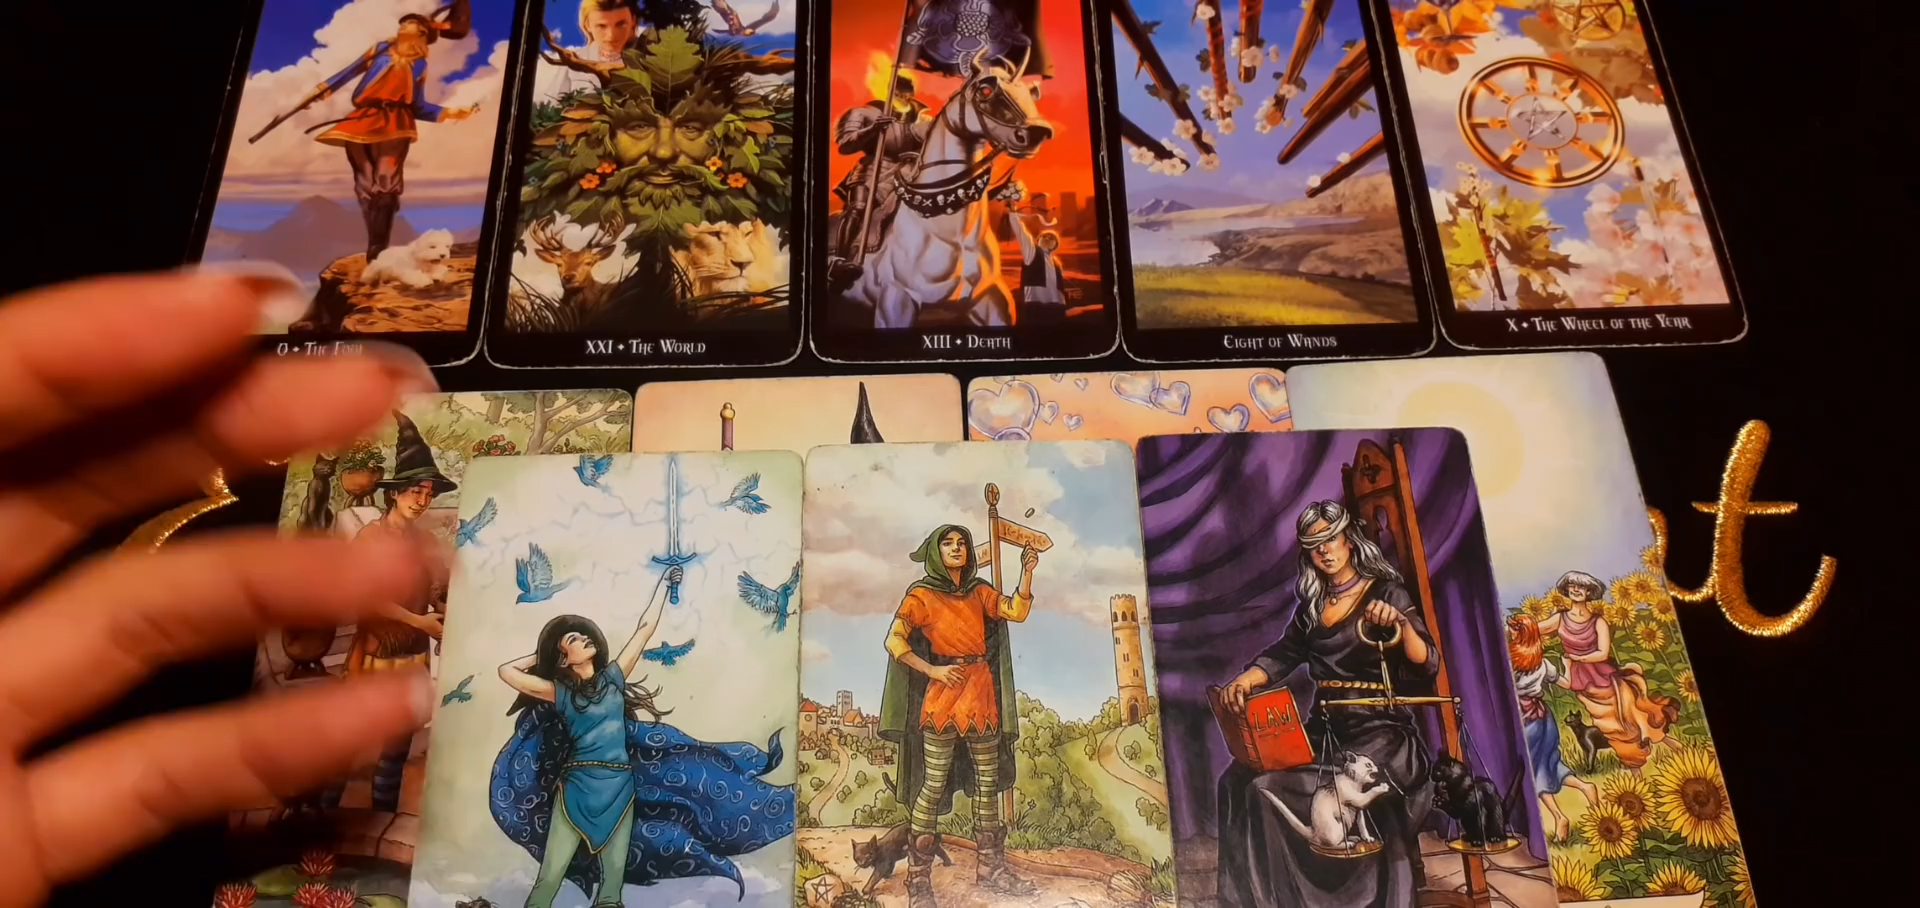 0 ✦ The Fool
XXI ✦ The World
XIII ✦ Death
Eight of Wands
X ✦ The Wheel of the Year
LAW